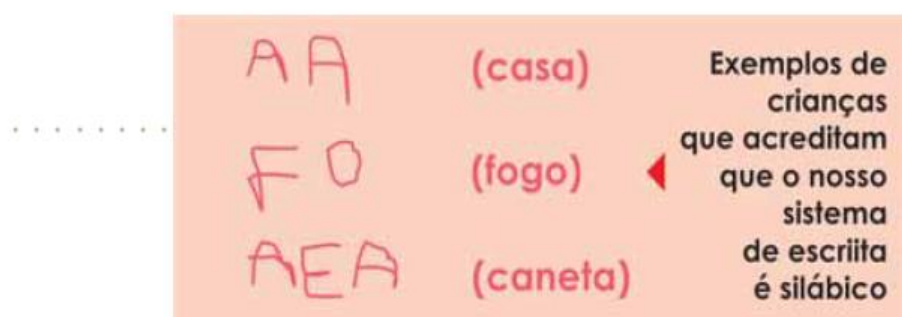 AA (casa)
FO (fogo)
AEA (caneta)
Exemplos de
crianças
que acreditam
que o nosso
sistema
de escriita
é silábico